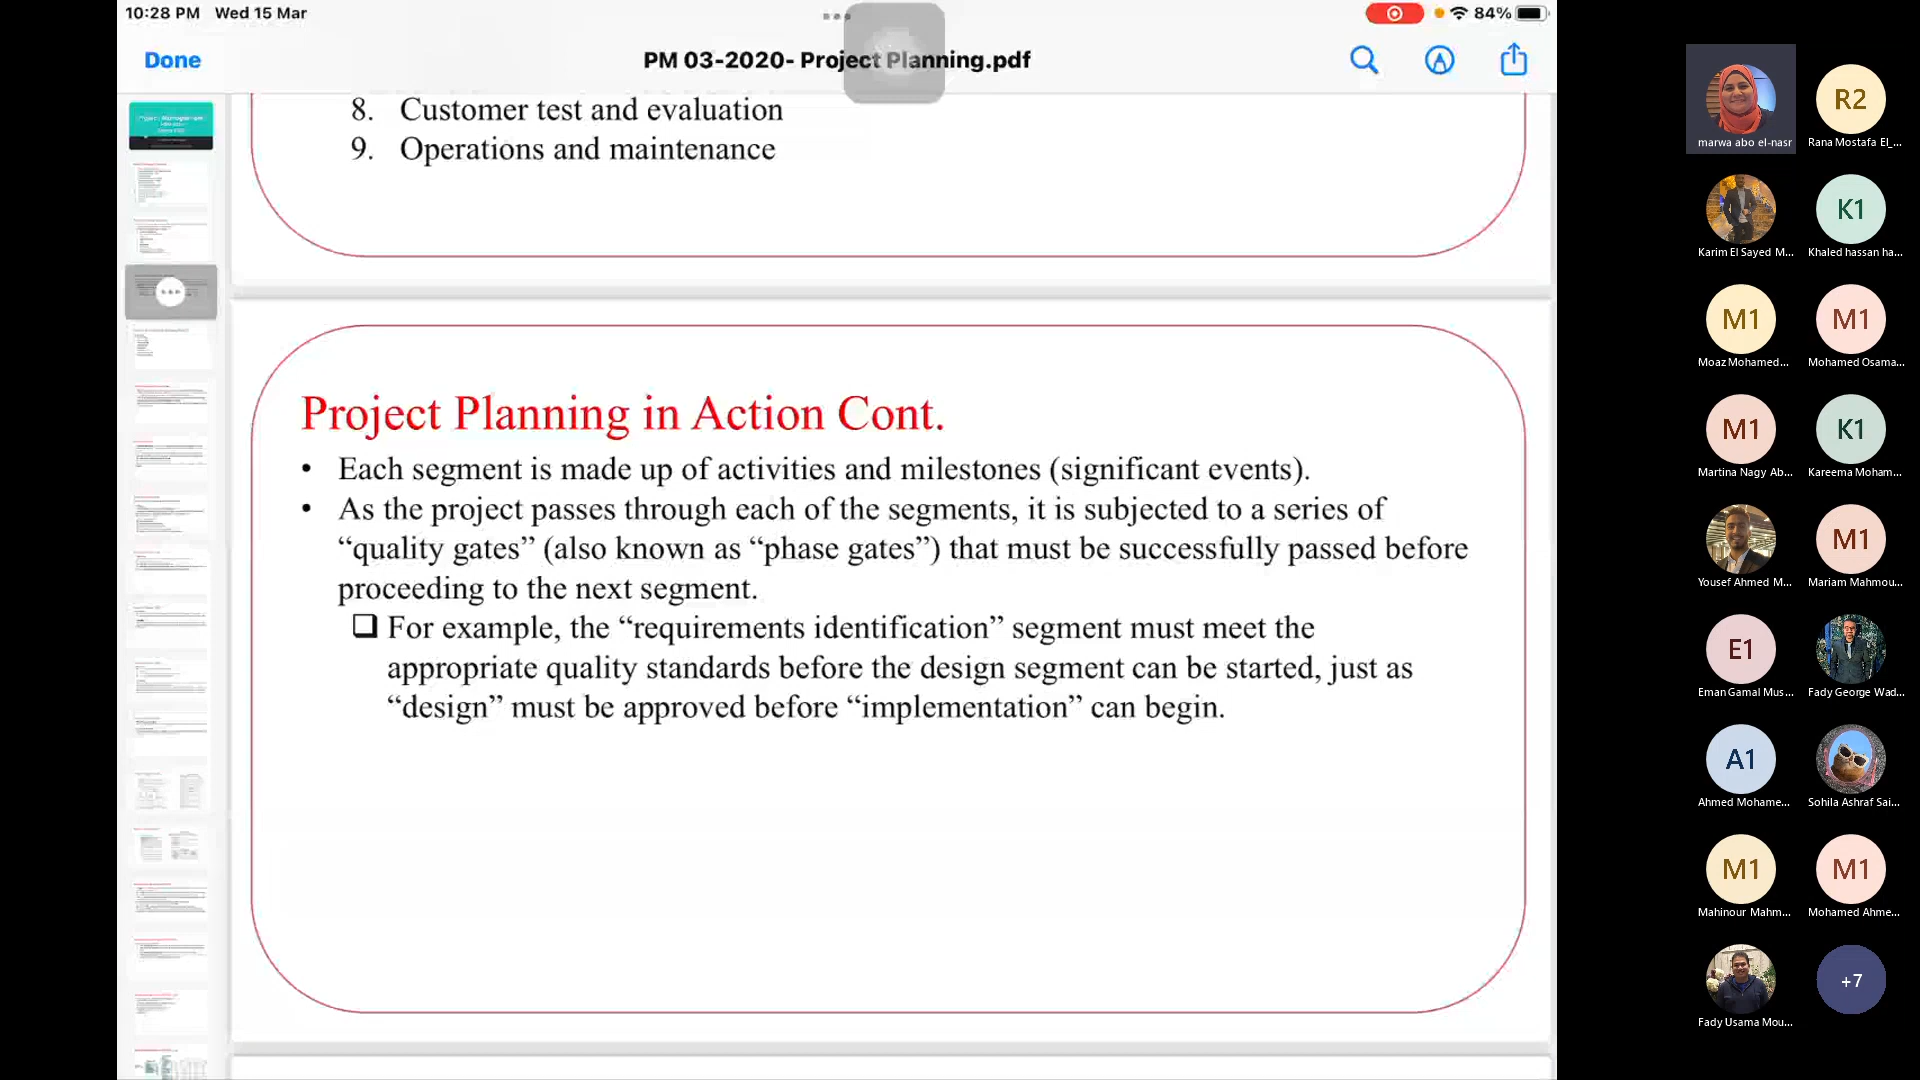 10:28 PM Wed 15 Mar
84%
Done
PM 03-2020- Project Planning.pdf
8. Customer test and evaluation
9. Operations and maintenance
Project Planning in Action Cont.
• Each segment is made up of activities and milestones (significant events).
• As the project passes through each of the segments, it is subjected to a series of
“quality gates” (also known as “phase gates”) that must be successfully passed before
proceeding to the next segment.
❑ For example, the “requirements identification” segment must meet the
appropriate quality standards before the design segment can be started, just as
“design” must be approved before “implementation” can begin.
marwa abo el-nasr
R2
Rana Mostafa El_...
Karim El Sayed M...
K1
Khaled hassan ha...
M1
Moaz Mohamed...
M1
Mohamed Osama...
M1
Martina Nagy Ab...
K1
Kareema Moham...
Yousef Ahmed M...
M1
Mariam Mahmou...
E1
Eman Gamal Mus...
Fady George Wad...
A1
Ahmed Mohame...
Sohila Ashraf Sai...
M1
Mahinour Mahm...
M1
Mohamed Ahme...
Fady Usama Mou...
+7